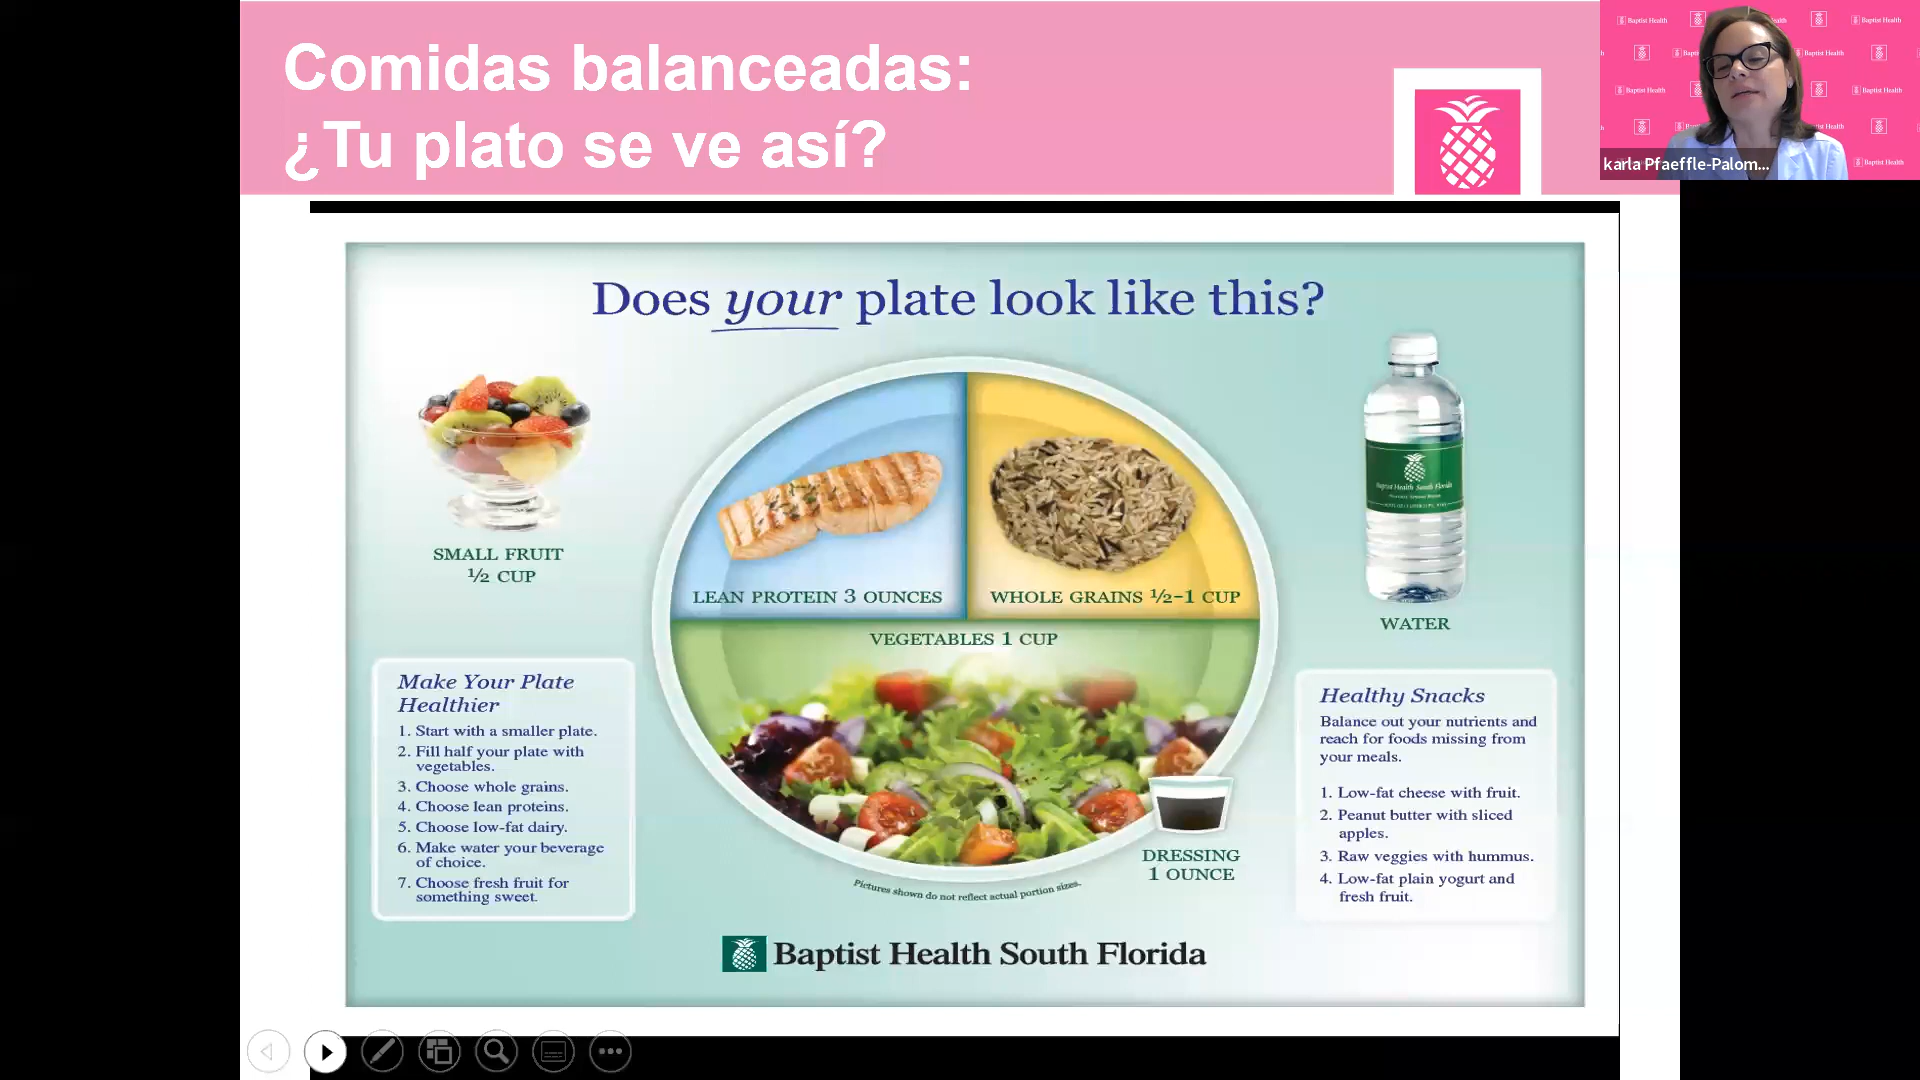 Comidas balanceadas:
¿Tu plato se ve así?
karla Pfaeffle-Palom...
Baptist Health
Does your plate look like this?
SMALL FRUIT
½ CUP
LEAN PROTEIN 3 OUNCES
WHOLE GRAINS ½-1 CUP
VEGETABLES 1 CUP
Baptist Health South Florida
WATER
Make Your Plate
Healthier
1. Start with a smaller plate.
2. Fill half your plate with
vegetables.
3. Choose whole grains.
4. Choose lean proteins.
5. Choose low-fat dairy.
6. Make water your beverage
of choice.
7. Choose fresh fruit for
something sweet.
DRESSING
1 OUNCE
Pictures shown do not reflect actual portion sizes.
Healthy Snacks
Balance out your nutrients and
reach for foods missing from
your meals.
1. Low-fat cheese with fruit.
2. Peanut butter with sliced
apples.
3. Raw veggies with hummus.
4. Low-fat plain yogurt and
fresh fruit.
Baptist Health South Florida